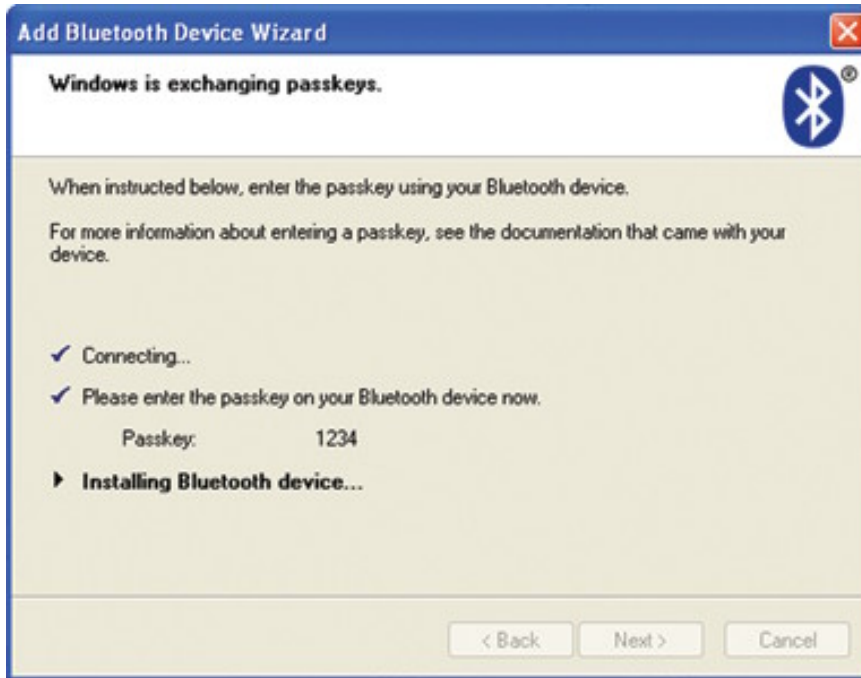 Add Bluetooth Device Wizard
Windows is exchanging passkeys.
®
When instructed below, enter the passkey using your Bluetooth device.
For more information about entering a passkey, see the documentation that came with your
device.
Connecting...
Please enter the passkey on your Bluetooth device now.
Passkey: 1234
Installing Bluetooth device...
< Back Next > Cancel